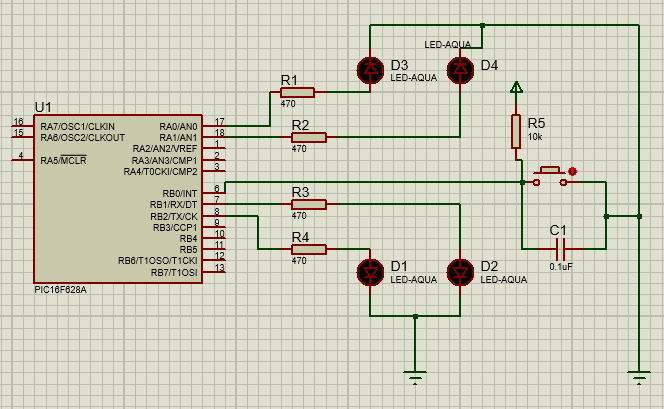 LED-AQUA
D3
D4
LED-AQUA
R1
470
R5
10k
U1
16 RA7/OSC1/CLKIN RA0/AN0 17
15 RA6/OSC2/CLKOUT RA1/AN1 18
RA2/AN2/VREF 1
4 RA5/MCLR RA3/AN3/CMP1 2
RA4/T0CKI/CMP2 3
RB0/INT 6
RB1/RX/DT 7
RB2/TX/CK 8
RB3/CCP1 9
RB4 10
RB5 11
RB6/T1OSO/T1CKI 12
RB7/T1OSI 13
PIC16F628A
R2
470
R3
470
R4
470
C1
0.1uF
D1
LED-AQUA
D2
LED-AQUA